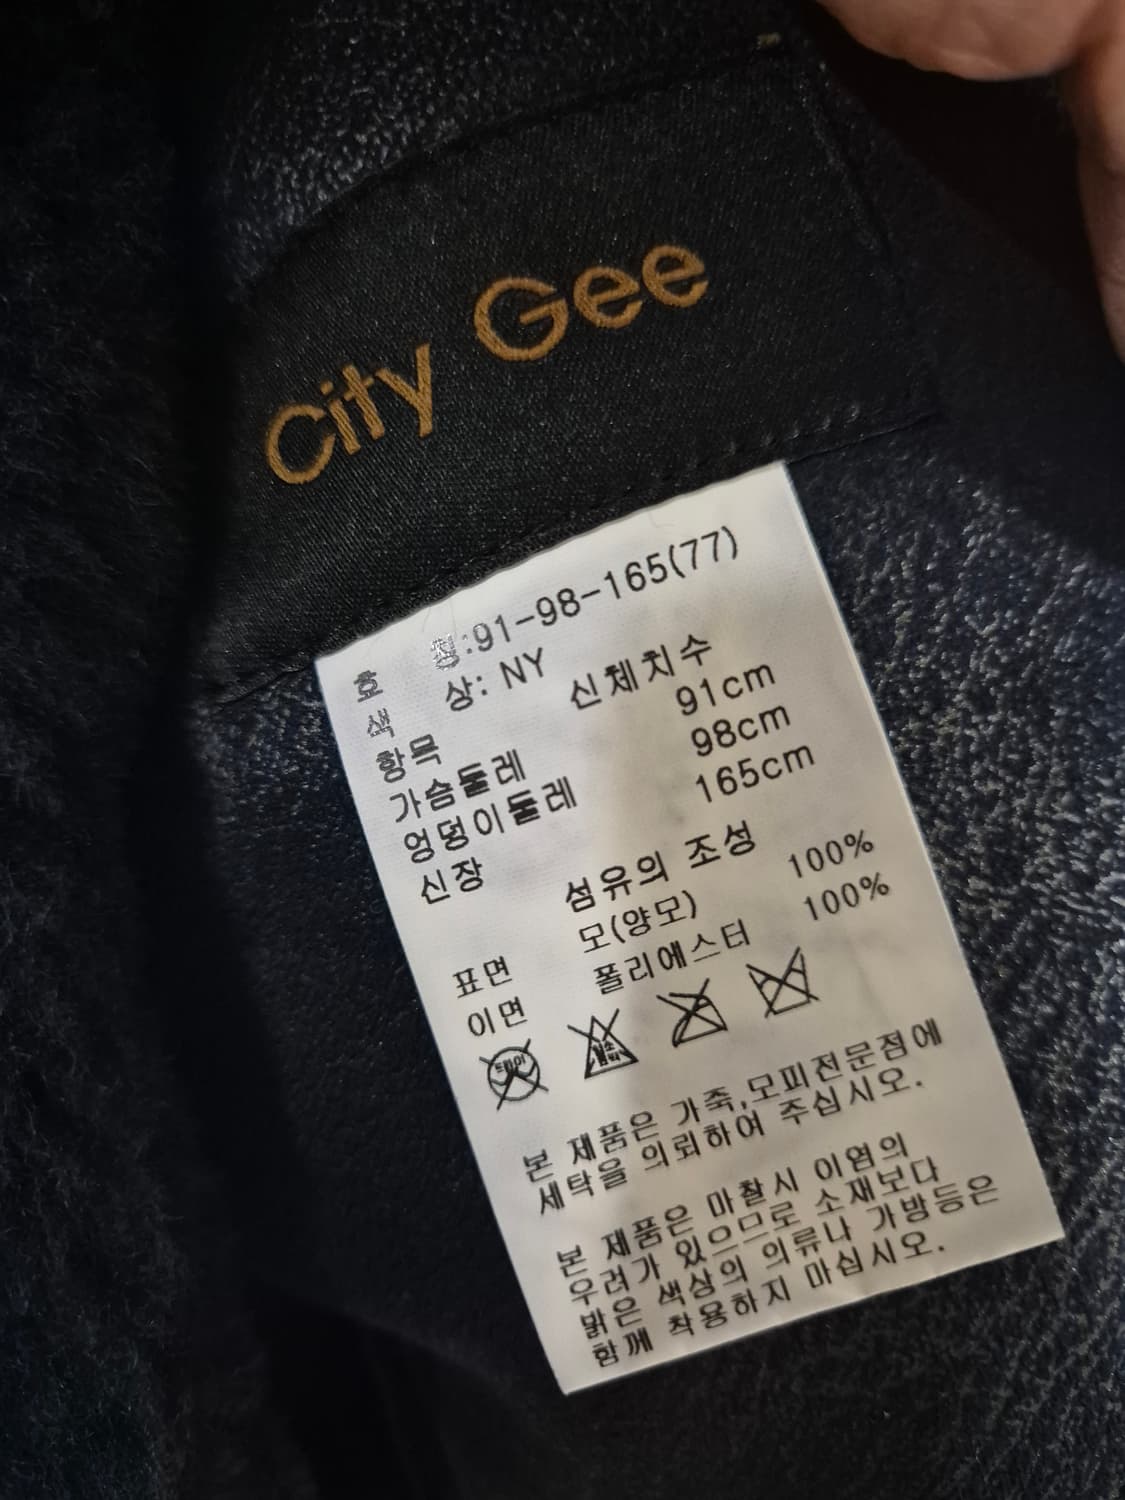 City Gee
호 칭:91-98-165(77)
색 상: NY
항목 신체치수
가슴둘레 91cm
엉덩이둘레 98cm
신장 165cm
섬유의 조성
표면 모(양모) 100%
이면 폴리에스터 100%
드라이
본 제품은 가죽,모피전문점에
세탁을 의뢰하여 주십시오.
본 제품은 마찰시 이염의
우려가 있으므로 소재보다
밝은 색상의 의류나 가방등은
함께 착용하지 마십시오.